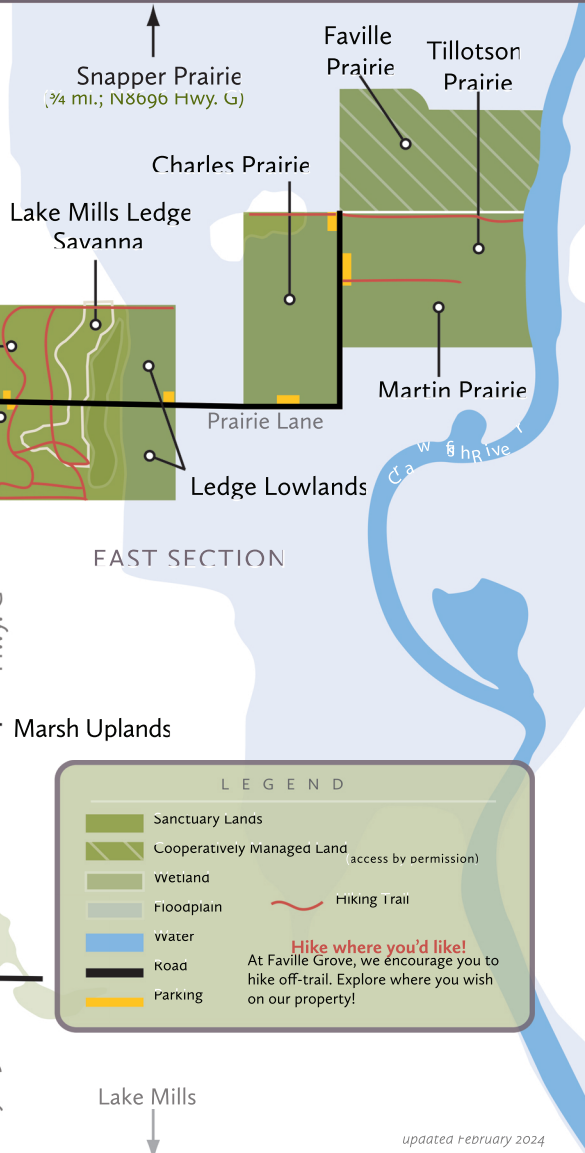 Faville
Prairie
Tillotson
Prairie
Snapper Prairie
(¾ mi.; N8696 Hwy. G)
Charles Prairie
Lake Mills Ledge
Savanna
Martin Prairie
Prairie Lane
Ledge Lowlands
EAST SECTION
Marsh Uplands
LEGEND
Sanctuary Lands
Cooperatively Managed Land
(access by permission)
Wetland
Floodplain
Hiking Trail
Water
Road
Parking
Hike where you'd like!
At Faville Grove, we encourage you to
hike off-trail. Explore where you wish
on our property!
Lake Mills
updated February 2024